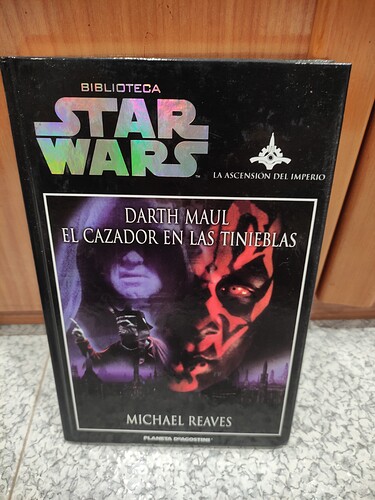 BIBLIOTECA
STAR
WARS
LA ASCENSIÓN DEL IMPERIO
DARTH MAUL
EL CAZADOR EN LAS TINIEBLAS
MICHAEL REAVES
PLANETA DEAGOSTINI